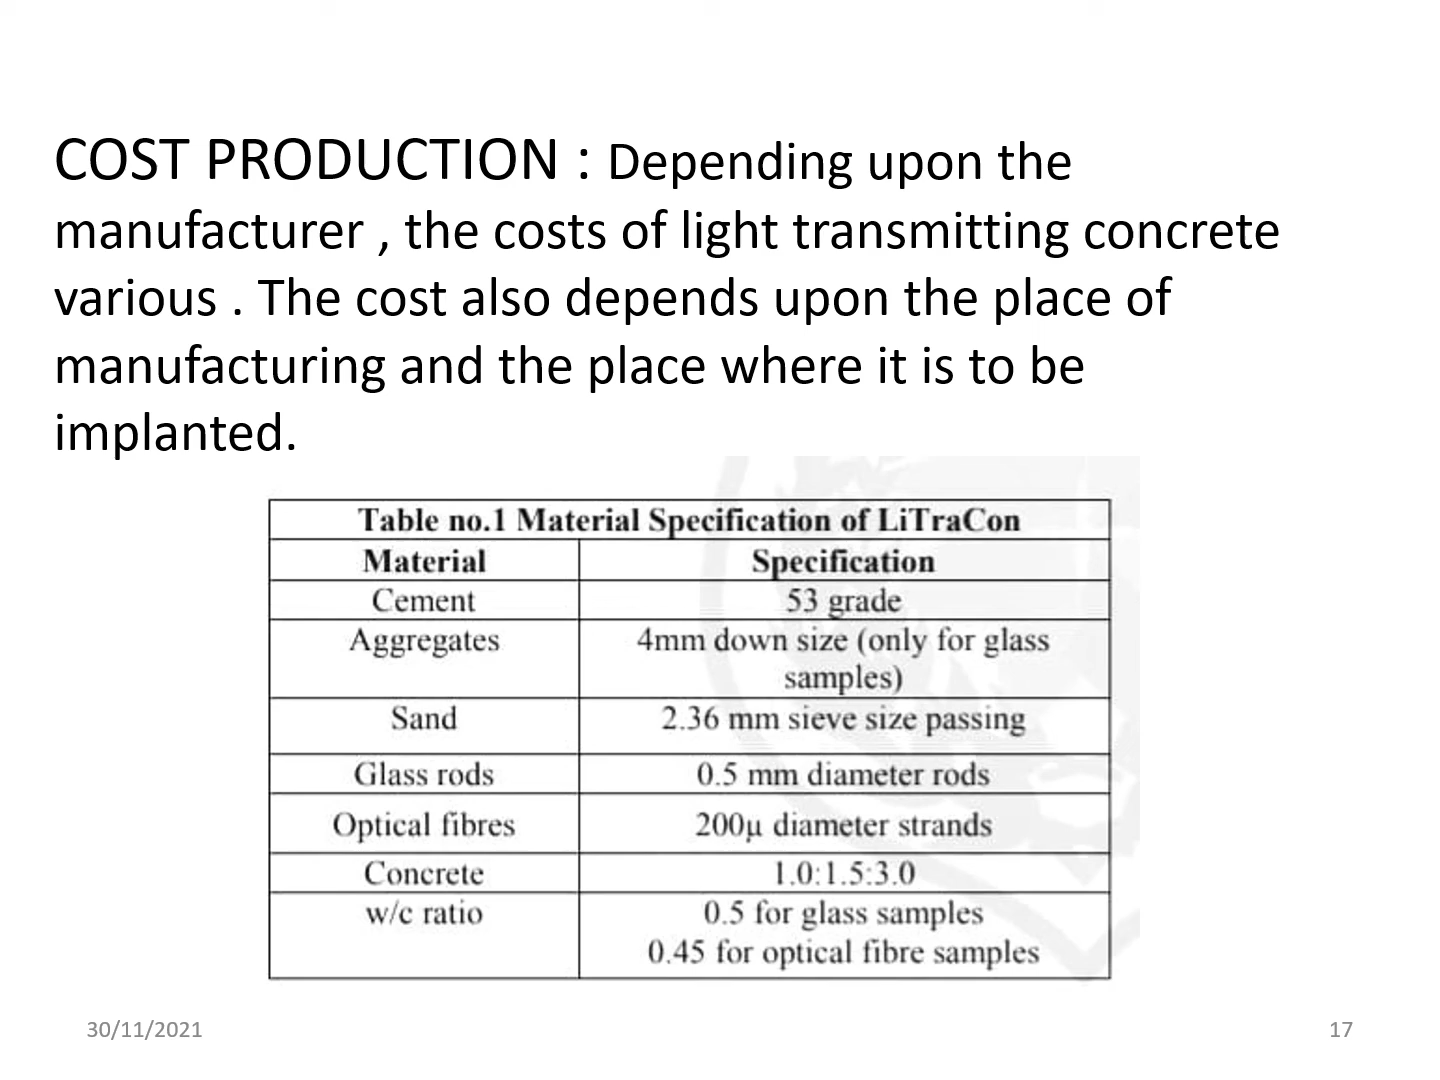 COST PRODUCTION : Depending upon the
manufacturer , the costs of light transmitting concrete
various . The cost also depends upon the place of
manufacturing and the place where it is to be
implanted.
Table no.1 Material Specification of LiTraCon
Material Specification
Cement 53 grade
Aggregates 4mm down size (only for glass
samples)
Sand 2.36 mm sieve size passing
Glass rods 0.5 mm diameter rods
Optical fibres 200µ diameter strands
Concrete 1.0:1.5:3.0
w/c ratio 0.5 for glass samples
0.45 for optical fibre samples
30/11/2021 17